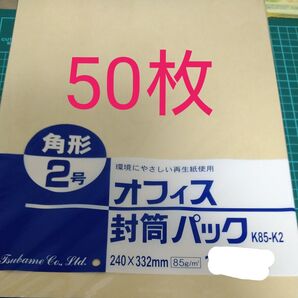 50枚
角形
2号
環境にやさしい再生紙使用
オフィス
封筒パック K85-K2
Tsubame Co., Ltd.
240×332mm 85g/m²